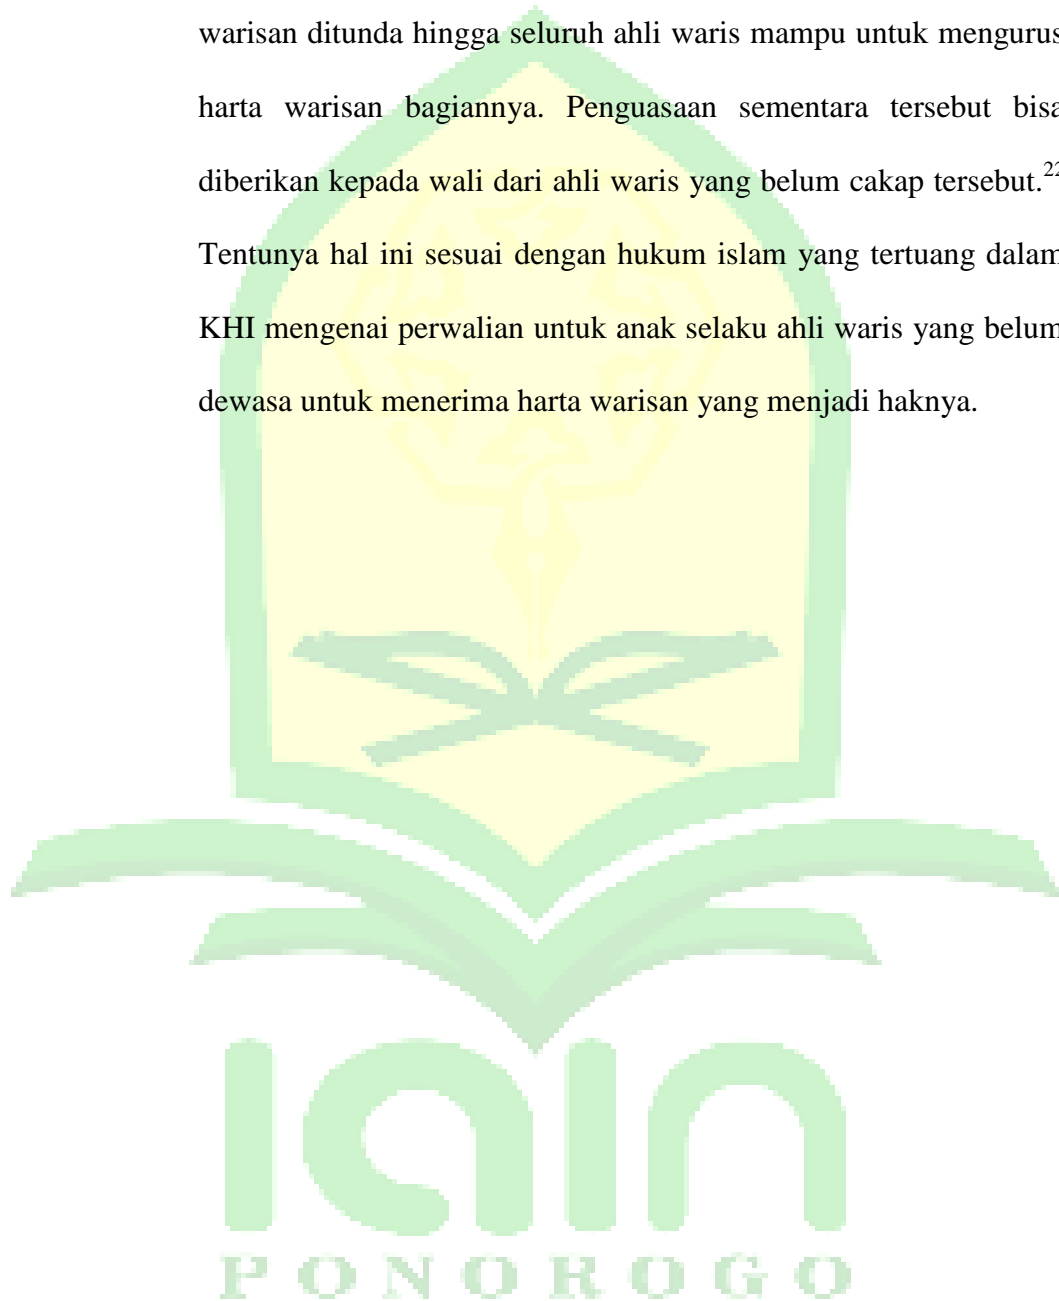 warisan ditunda hingga seluruh ahli waris mampu untuk mengurus
harta warisan bagiannya. Penguasaan sementara tersebut bisa
diberikan kepada wali dari ahli waris yang belum cakap tersebut.22
Tentunya hal ini sesuai dengan hukum islam yang tertuang dalam
KHI mengenai perwalian untuk anak selaku ahli waris yang belum
dewasa untuk menerima harta warisan yang menjadi haknya.
iain
PONOROGO